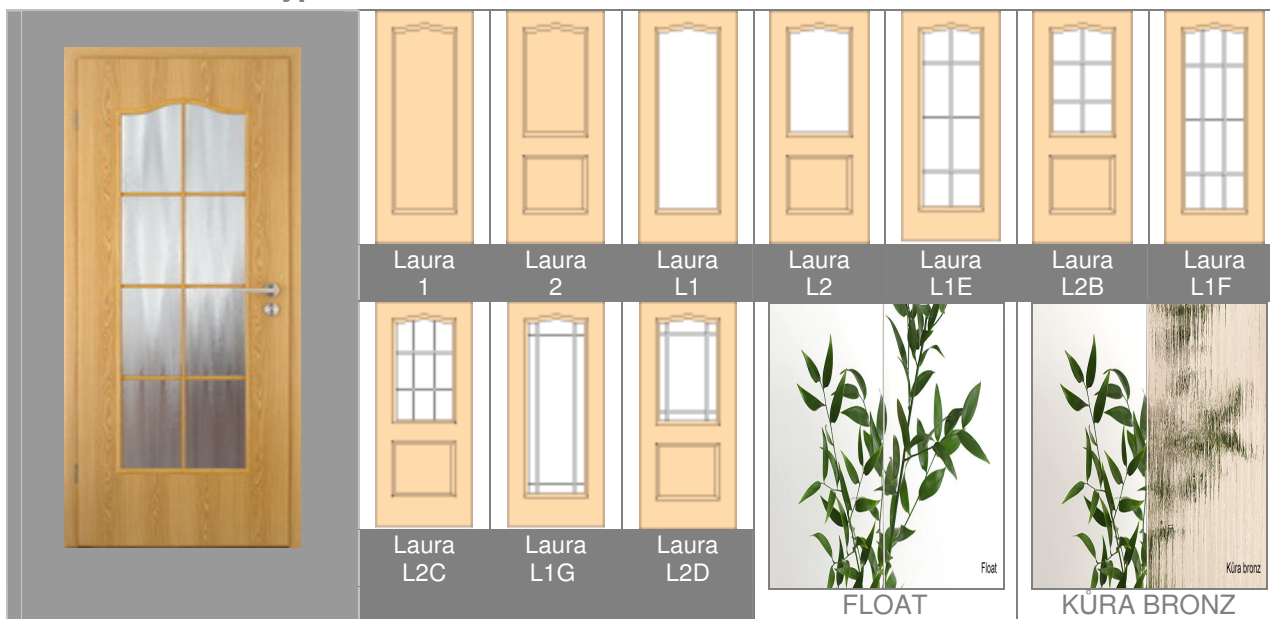 Laura
1
Laura
2
Laura
L1
Laura
L2
Laura
L1E
Laura
L2B
Laura
L1F
Laura
L2C
Laura
L1G
Laura
L2D
Float
FLOAT
Kůra bronz
KŮRA BRONZ